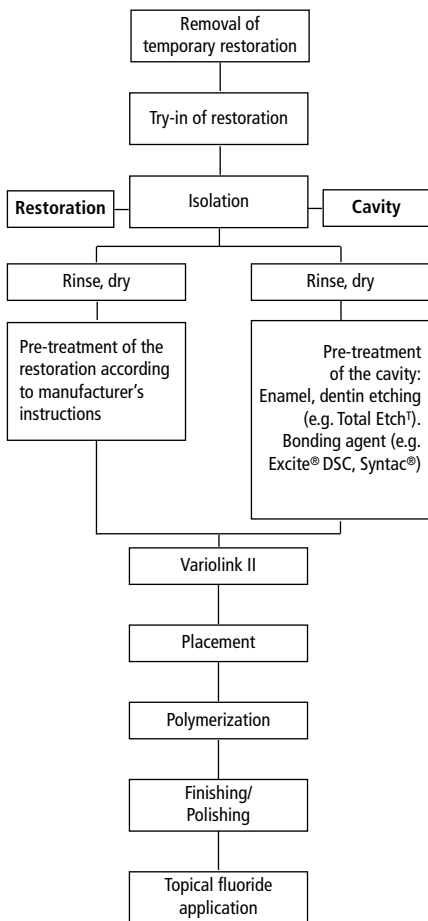 Removal of
temporary restoration
Try-in of restoration
Restoration
Isolation
Cavity
Rinse, dry
Rinse, dry
Pre-treatment of the
restoration according
to manufacturer's
instructions
Pre-treatment
of the cavity:
Enamel, dentin etching
(e.g. Total Etchᵀ).
Bonding agent (e.g.
Excite® DSC, Syntac®)
Variolink II
Placement
Polymerization
Finishing/
Polishing
Topical fluoride
application